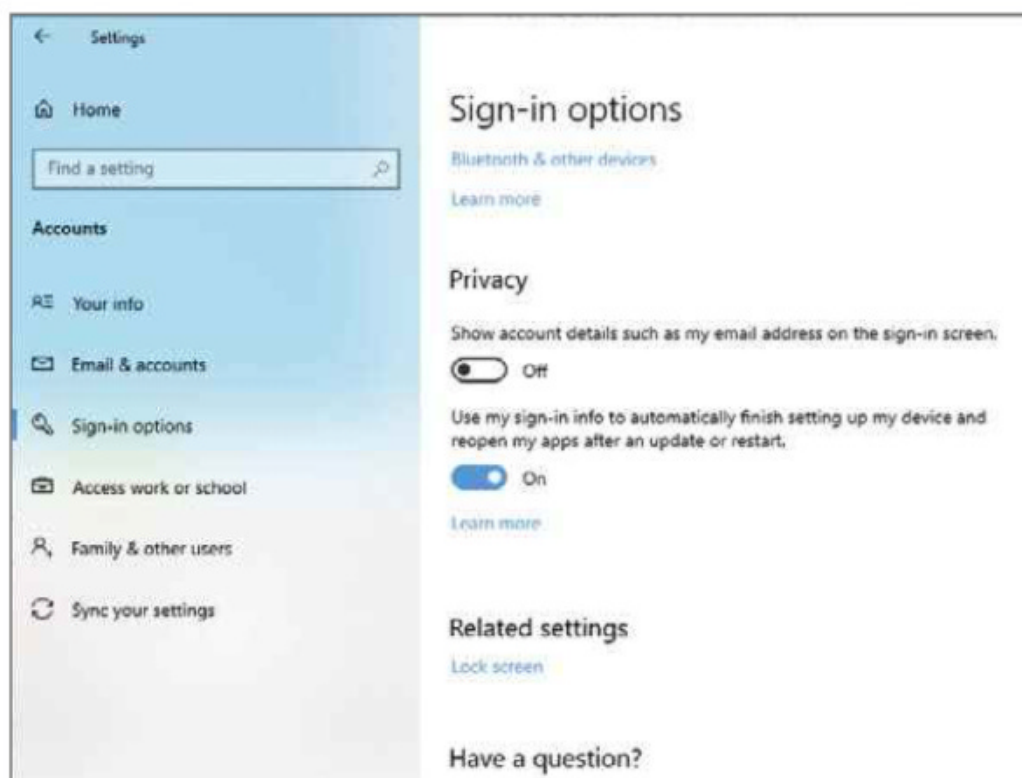 Settings
Home
Find a setting
Accounts
Your info
Email & accounts
Sign-in options
Access work or school
Family & other users
Sync your settings
Sign-in options
Bluetooth & other devices
Learn more
Privacy
Show account details such as my email address on the sign-in screen.
Off
Use my sign-in info to automatically finish setting up my device and
reopen my apps after an update or restart.
On
Learn more
Related settings
Lock screen
Have a question?